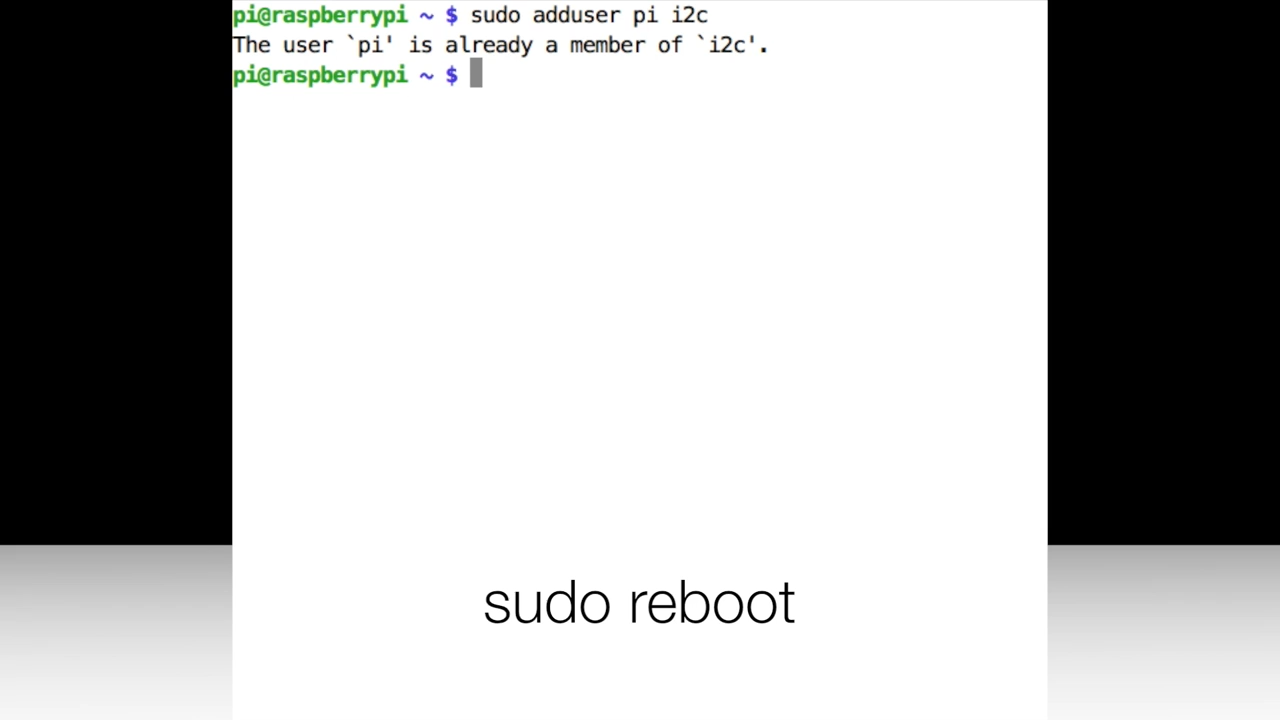 pi@raspberrypi ~ $ sudo adduser pi i2c
The user `pi' is already a member of `i2c'.
pi@raspberrypi ~ $
sudo reboot